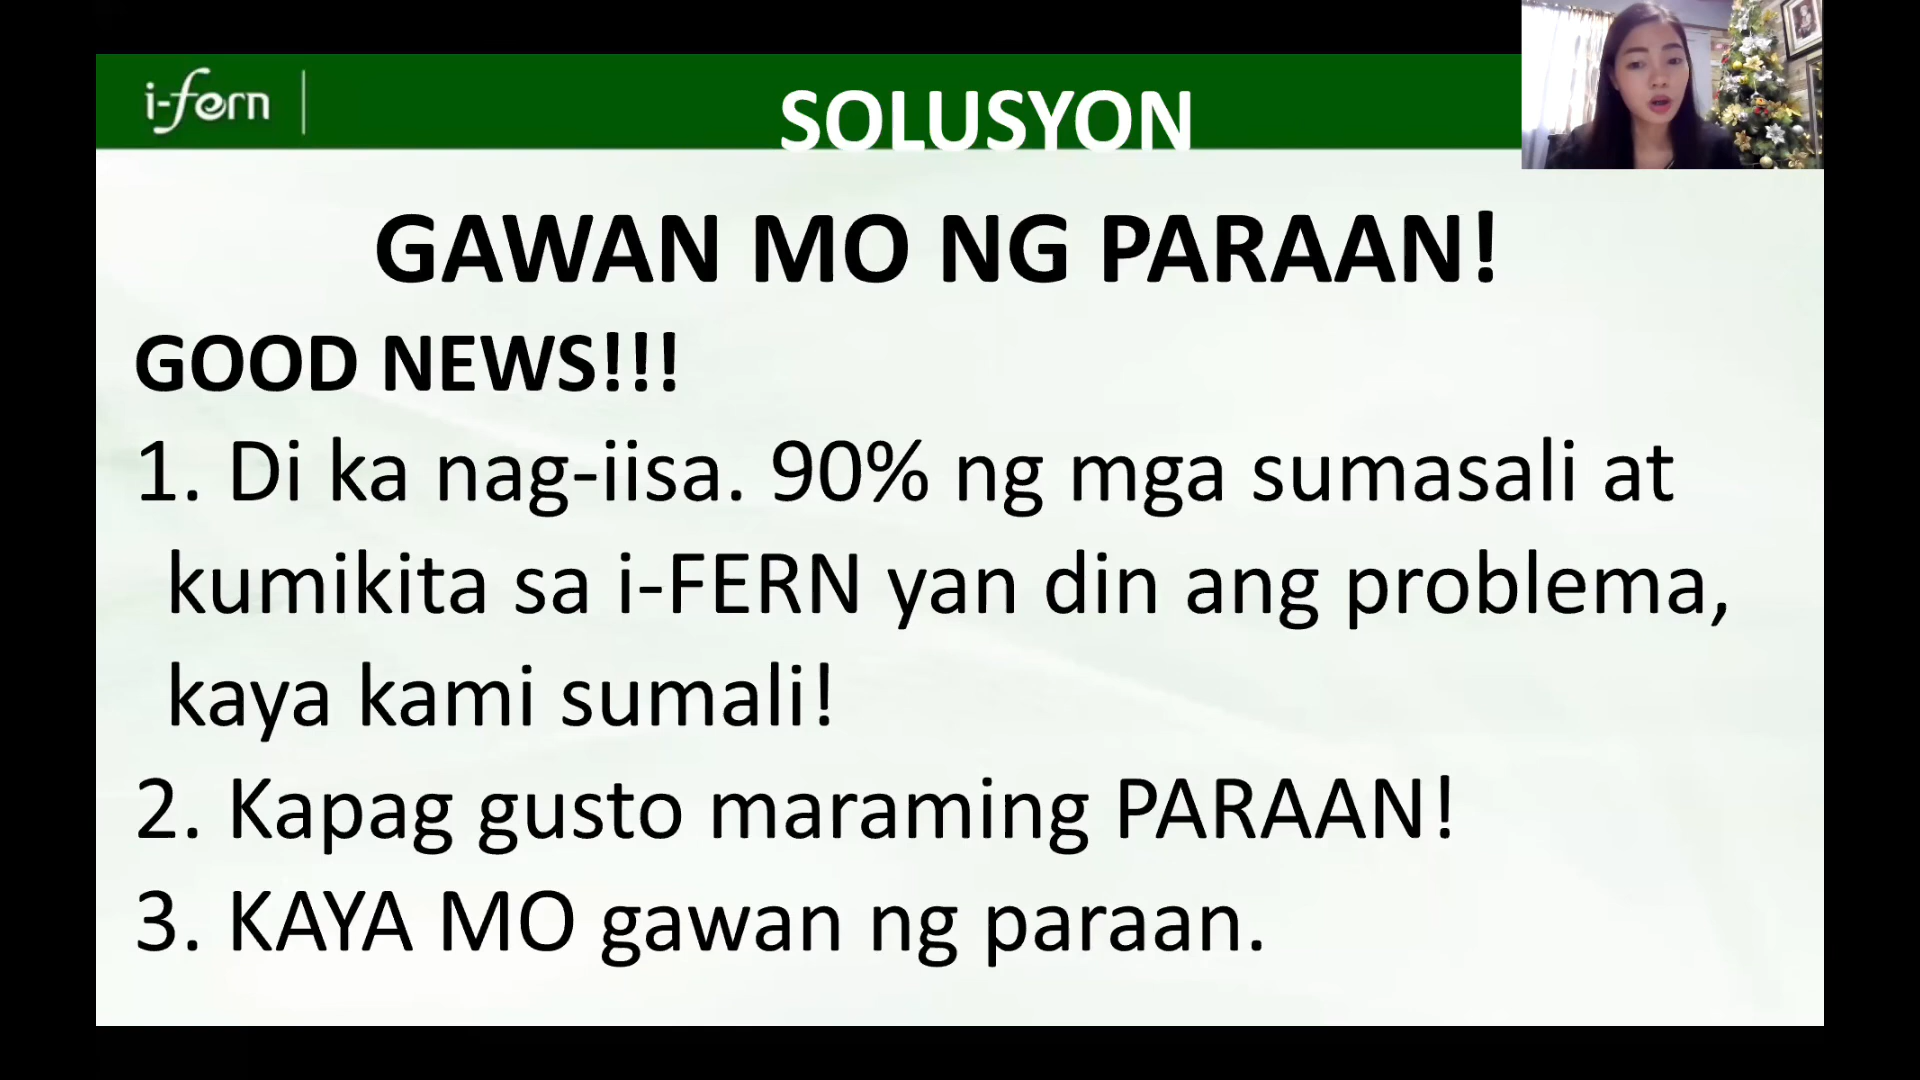 i-fern
SOLUSYON
GAWAN MO NG PARAAN!
GOOD NEWS!!!
1. Di ka nag-iisa. 90% ng mga sumasali at
kumikita sa i-FERN yan din ang problema,
kaya kami sumali!
2. Kapag gusto maraming PARAAN!
3. KAYA MO gawan ng paraan.